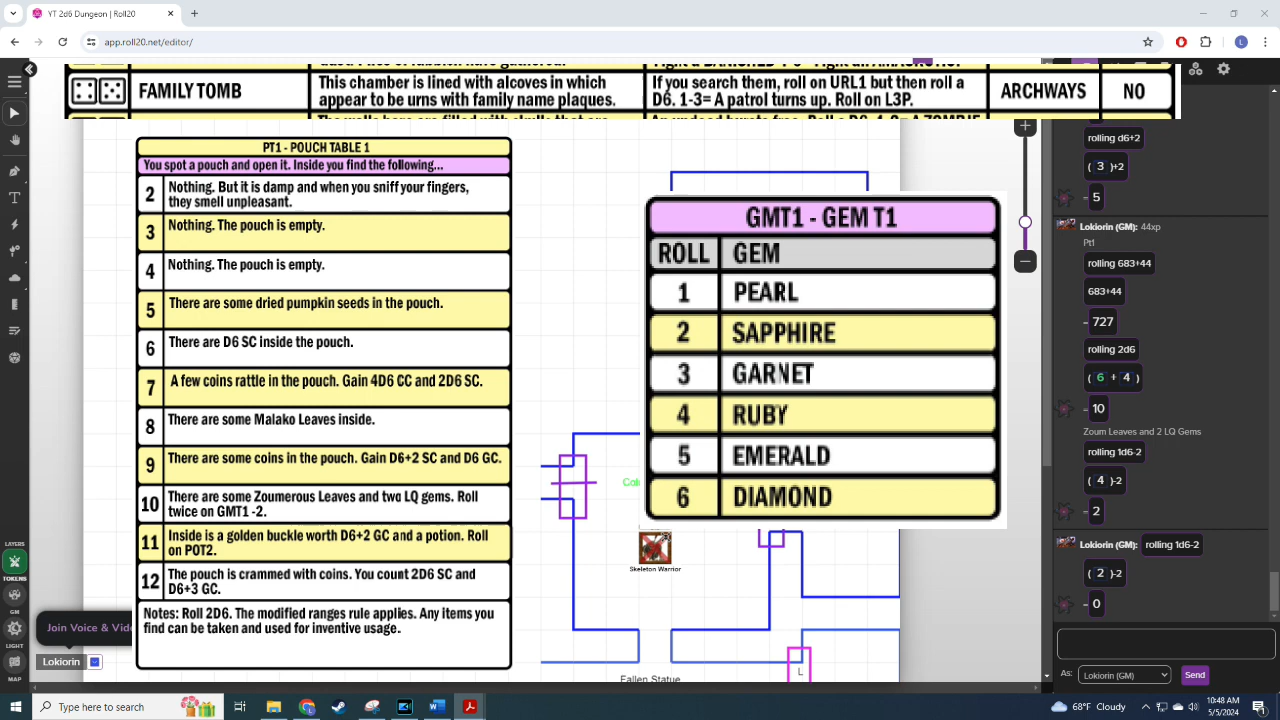 YT 2d6 Dungeon | Roll20
app.roll20.net/editor/
FAMILY TOMB
This chamber is lined with alcoves in which
appear to be urns with family name plaques.
If you search them, roll on URL1 but then roll a
D6. 1-3= A patrol turns up. Roll on L3P.
ARCHWAYS
NO
PT1 - POUCH TABLE 1
You spot a pouch and open it. Inside you find the following...
2 Nothing. But it is damp and when you sniff your fingers,
they smell unpleasant.
3 Nothing. The pouch is empty.
4 Nothing. The pouch is empty.
5 There are some dried pumpkin seeds in the pouch.
6 There are D6 SC inside the pouch.
7 A few coins rattle in the pouch. Gain 4D6 CC and 2D6 SC.
8 There are some Malako Leaves inside.
9 There are some coins in the pouch. Gain D6+2 SC and D6 GC.
10 There are some Zoumerous Leaves and two LQ gems. Roll
twice on GMT1 -2.
11 Inside is a golden buckle worth D6+2 GC and a potion. Roll
on POT2.
12 The pouch is crammed with coins. You count 2D6 SC and
D6+3 GC.
Notes: Roll 2D6. The modified ranges rule applies. Any items you
find can be taken and used for inventive usage.
GMT1 - GEM T1
ROLL GEM
1 PEARL
2 SAPPHIRE
3 GARNET
4 RUBY
5 EMERALD
6 DIAMOND
Skeleton Warrior
Fallen Statue
L
rolling d6+2
( 3 )+2
= 5
Lokiorin (GM): 44xp
Pt1
rolling 683+44
683+44
= 727
rolling 2d6
( 6 + 4 )
= 10
Zoum Leaves and 2 LQ Gems
rolling 1d6-2
( 4 )-2
= 2
Lokiorin (GM): rolling 1d6-2
( 2 )-2
= 0
As: Lokiorin (GM) Send
LAYERS
TOKENS
GM
LIGHT
MAP
Join Voice & Vide
Lokiorin
Type here to search
68°F Cloudy
10:48 AM
5/5/2024